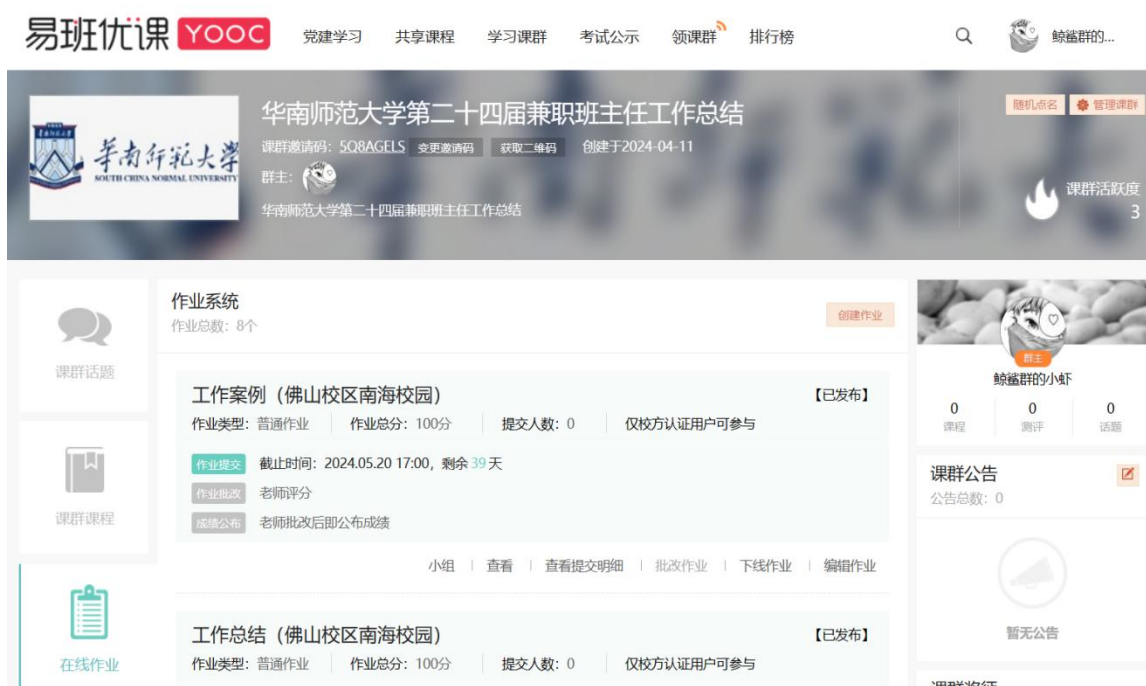 易班优课 YOOC 党建学习 共享课程 学习课群 考试公示 领课群 排行榜 鲸鲨群的...
華南師範大學
SOUTH CHINA NORMAL UNIVERSITY
华南师范大学第二十四届兼职班主任工作总结
课群邀请码: 5Q8AGELS 变更邀请码 获取二维码 创建于2024-04-11
群主:
华南师范大学第二十四届兼职班主任工作总结
随机点名 管理课群
课群活跃度
3
课群话题
课群课程
在线作业
作业系统
作业总数: 8个
创建作业
工作案例（佛山校区南海校园） 【已发布】
作业类型: 普通作业 作业总分: 100分 提交人数: 0 仅校方认证用户可参与
作业提交 截止时间: 2024.05.20 17:00, 剩余 39 天
作业批改 老师评分
成绩公布 老师批改后即公布成绩
小组 查看 查看提交明细 批改作业 下线作业 编辑作业
工作总结（佛山校区南海校园） 【已发布】
作业类型: 普通作业 作业总分: 100分 提交人数: 0 仅校方认证用户可参与
群主
鲸鲨群的小虾
0 0 0
课程 测评 话题
课群公告
公告总数: 0
暂无公告